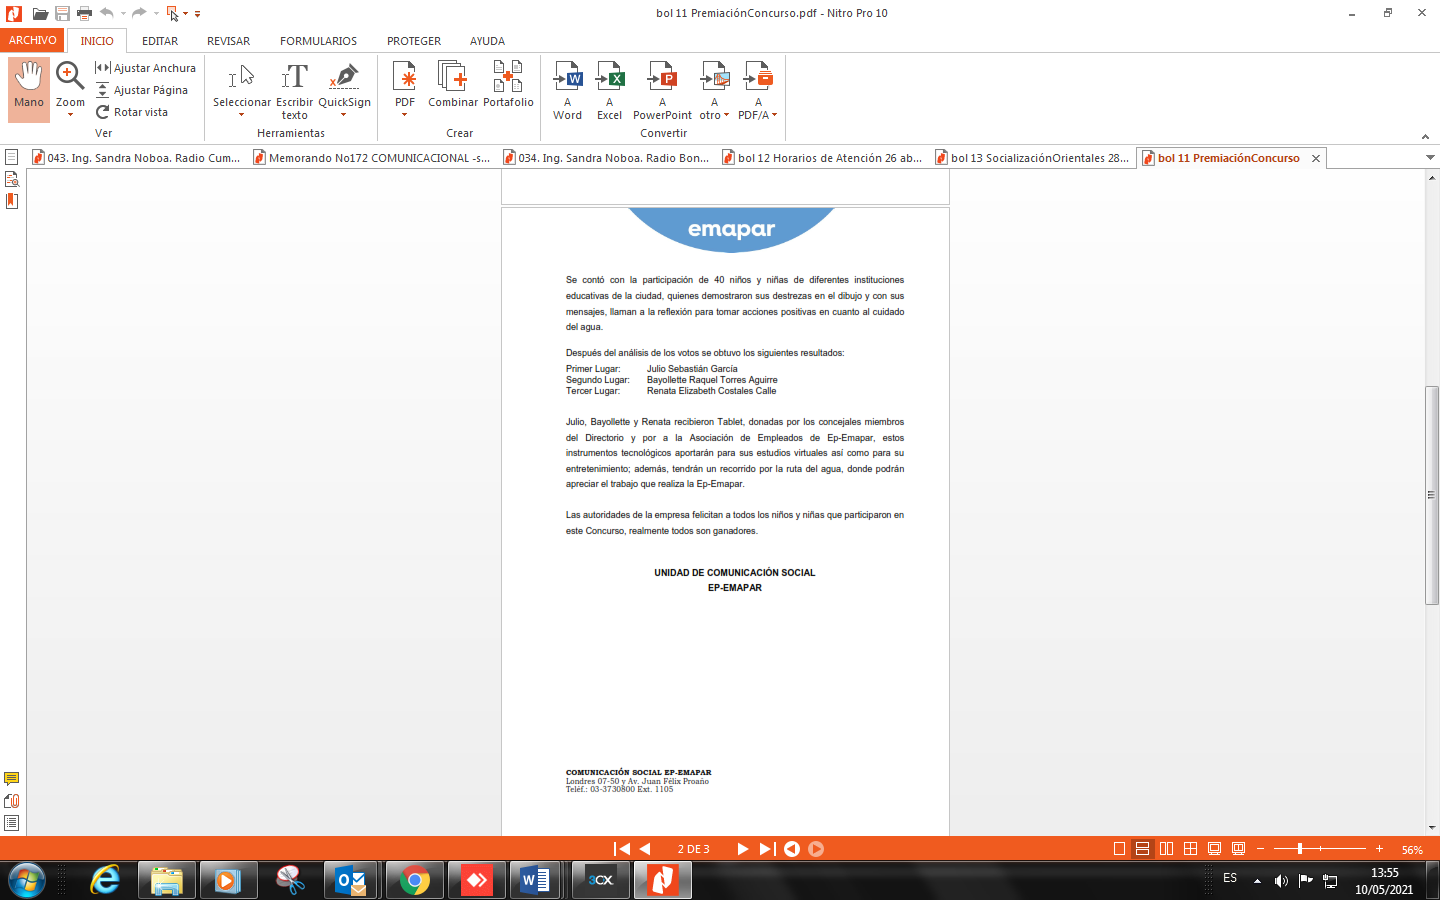 bol 11 PremiaciónConcurso.pdf - Nitro Pro 10
ARCHIVO INICIO EDITAR REVISAR FORMULARIOS PROTEGER AYUDA
Mano
Zoom
Ajustar Anchura
Ajustar Página
Rotar vista
Ver
Seleccionar
Escribir texto
QuickSign
Herramientas
PDF
Combinar
Portafolio
Crear
A Word
A Excel
A PowerPoint
A otro
A PDF/A
Convertir
043. Ing. Sandra Noboa. Radio Cum...
Memorando No172 COMUNICACIONAL -s...
034. Ing. Sandra Noboa. Radio Bon...
bol 12 Horarios de Atención 26 ab...
bol 13 SocializaciónOrientales 28...
bol 11 PremiaciónConcurso
emapar
Se contó con la participación de 40 niños y niñas de diferentes instituciones
educativas de la ciudad, quienes demostraron sus destrezas en el dibujo y con sus
mensajes, llaman a la reflexión para tomar acciones positivas en cuanto al cuidado
del agua.
Después del análisis de los votos se obtuvo los siguientes resultados:
Primer Lugar: Julio Sebastián García
Segundo Lugar: Bayollette Raquel Torres Aguirre
Tercer Lugar: Renata Elizabeth Costales Calle
Julio, Bayollette y Renata recibieron Tablet, donadas por los concejales miembros
del Directorio y por a la Asociación de Empleados de Ep-Emapar, estos
instrumentos tecnológicos aportarán para sus estudios virtuales así como para su
entretenimiento; además, tendrán un recorrido por la ruta del agua, donde podrán
apreciar el trabajo que realiza la Ep-Emapar.
Las autoridades de la empresa felicitan a todos los niños y niñas que participaron en
este Concurso, realmente todos son ganadores.
UNIDAD DE COMUNICACIÓN SOCIAL
EP-EMAPAR
COMUNICACIÓN SOCIAL EP-EMAPAR
Londres 07-50 y Av. Juan Félix Proaño
Teléf.: 03-3730800 Ext. 1105
2 DE 3
56%
3CX
ES
13:55
10/05/2021